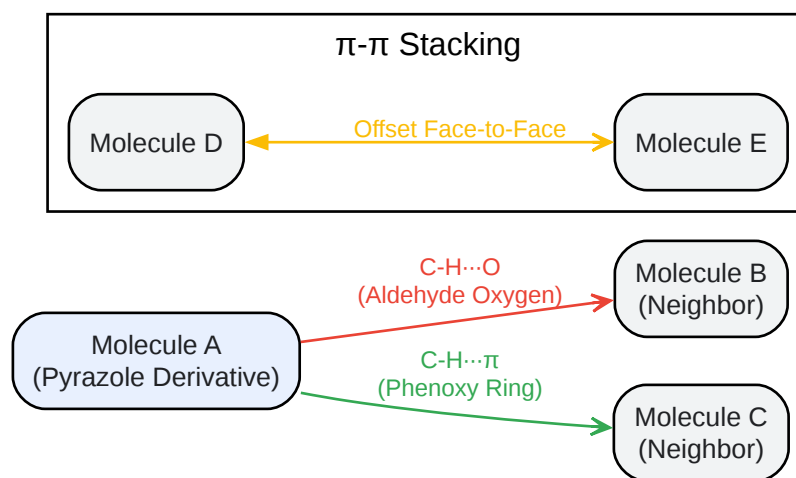 π-π Stacking
Molecule D
Offset Face-to-Face
Molecule E
C-H···O
(Aldehyde Oxygen)
Molecule B
(Neighbor)
Molecule A
(Pyrazole Derivative)
C-H···π
(Phenoxy Ring)
Molecule C
(Neighbor)